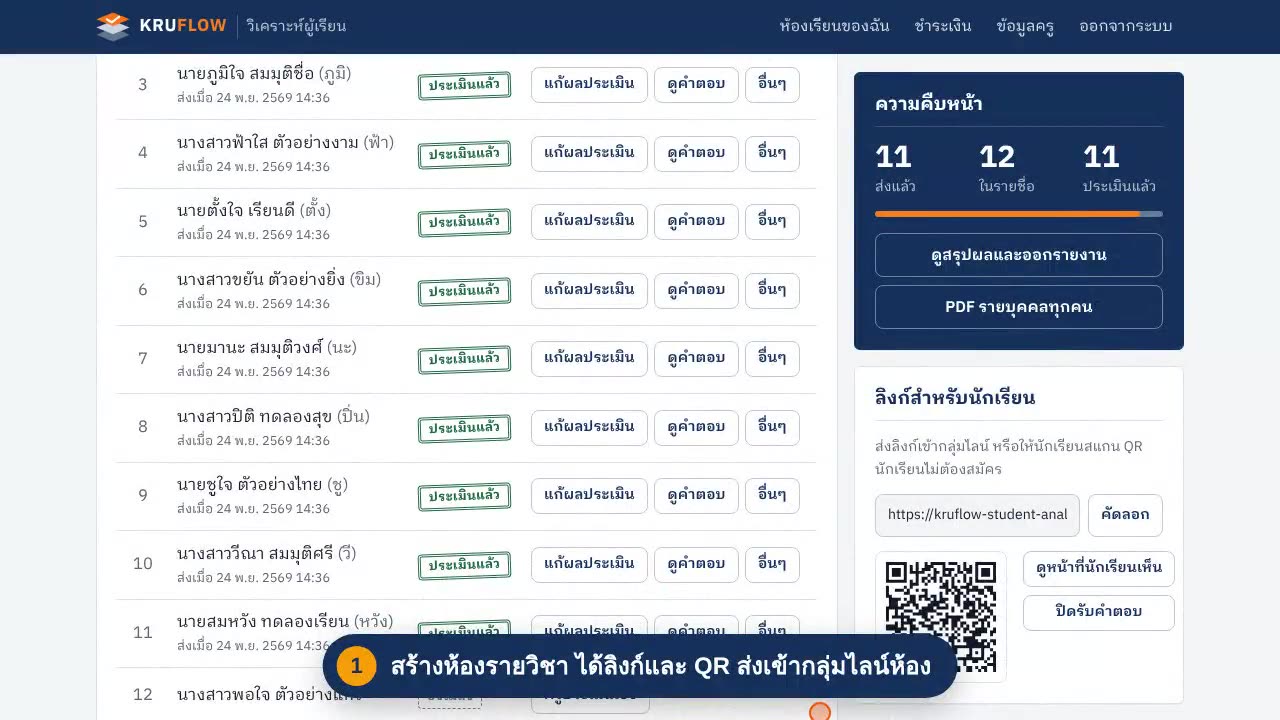 KRUFLOW วิเคราะห์ผู้เรียน
ห้องเรียนของฉัน ชำระเงิน ข้อมูลครู ออกจากระบบ
3 นายภูมิใจ สมมุติชื่อ (ภูมิ) ประเมินแล้ว แก้ผลประเมิน ดูคำตอบ อื่นๆ
ส่งเมื่อ 24 พ.ย. 2569 14:36
4 นางสาวฟ้าใส ตัวอย่างงาม (ฟ้า) ประเมินแล้ว แก้ผลประเมิน ดูคำตอบ อื่นๆ
ส่งเมื่อ 24 พ.ย. 2569 14:36
5 นายตั้งใจ เรียนดี (ตั้ง) ประเมินแล้ว แก้ผลประเมิน ดูคำตอบ อื่นๆ
ส่งเมื่อ 24 พ.ย. 2569 14:36
6 นางสาวขยัน ตัวอย่างยิ่ง (ขิม) ประเมินแล้ว แก้ผลประเมิน ดูคำตอบ อื่นๆ
ส่งเมื่อ 24 พ.ย. 2569 14:36
7 นายมานะ สมมุติวงศ์ (นะ) ประเมินแล้ว แก้ผลประเมิน ดูคำตอบ อื่นๆ
ส่งเมื่อ 24 พ.ย. 2569 14:36
8 นางสาวปิติ ทดลองสุข (ปิ่น) ประเมินแล้ว แก้ผลประเมิน ดูคำตอบ อื่นๆ
ส่งเมื่อ 24 พ.ย. 2569 14:36
9 นายชูใจ ตัวอย่างไทย (ชู) ประเมินแล้ว แก้ผลประเมิน ดูคำตอบ อื่นๆ
ส่งเมื่อ 24 พ.ย. 2569 14:36
10 นางสาววีณา สมมุติศรี (วี) ประเมินแล้ว แก้ผลประเมิน ดูคำตอบ อื่นๆ
ส่งเมื่อ 24 พ.ย. 2569 14:36
11 นายสมหวัง ทดลองเรียน (หวัง) ประเมินแล้ว แก้ผลประเมิน ดูคำตอบ อื่นๆ
ส่งเมื่อ 24 พ.ย. 2569 14:36
12 นางสาวพอใจ
ความคืบหน้า
11 12 11
ส่งแล้ว ในรายชื่อ ประเมินแล้ว
ดูสรุปผลและออกรายงาน
PDF รายบุคคลทุกคน
ลิงก์สำหรับนักเรียน
ส่งลิงก์เข้ากลุ่มไลน์ หรือให้นักเรียนสแกน QR
นักเรียนไม่ต้องสมัคร
https://kruflow-student-anal คัดลอก
ดูหน้าที่นักเรียนเห็น
ปิดรับคำตอบ
1 สร้างห้องรายวิชา ได้ลิงก์และ QR ส่งเข้ากลุ่มไลน์ห้อง